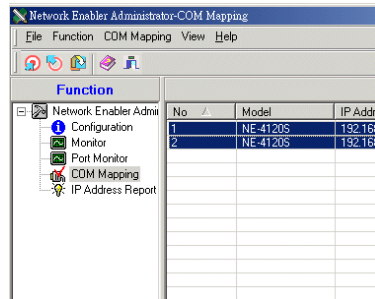 Network Enabler Administrator-COM Mapping
File Function COM Mapping View Help
Function
Network Enabler Admi
Configuration
Monitor
Port Monitor
COM Mapping
IP Address Report
No Model IP Addr
1 NE-4120S 192.168
2 NE-4120S 192.168